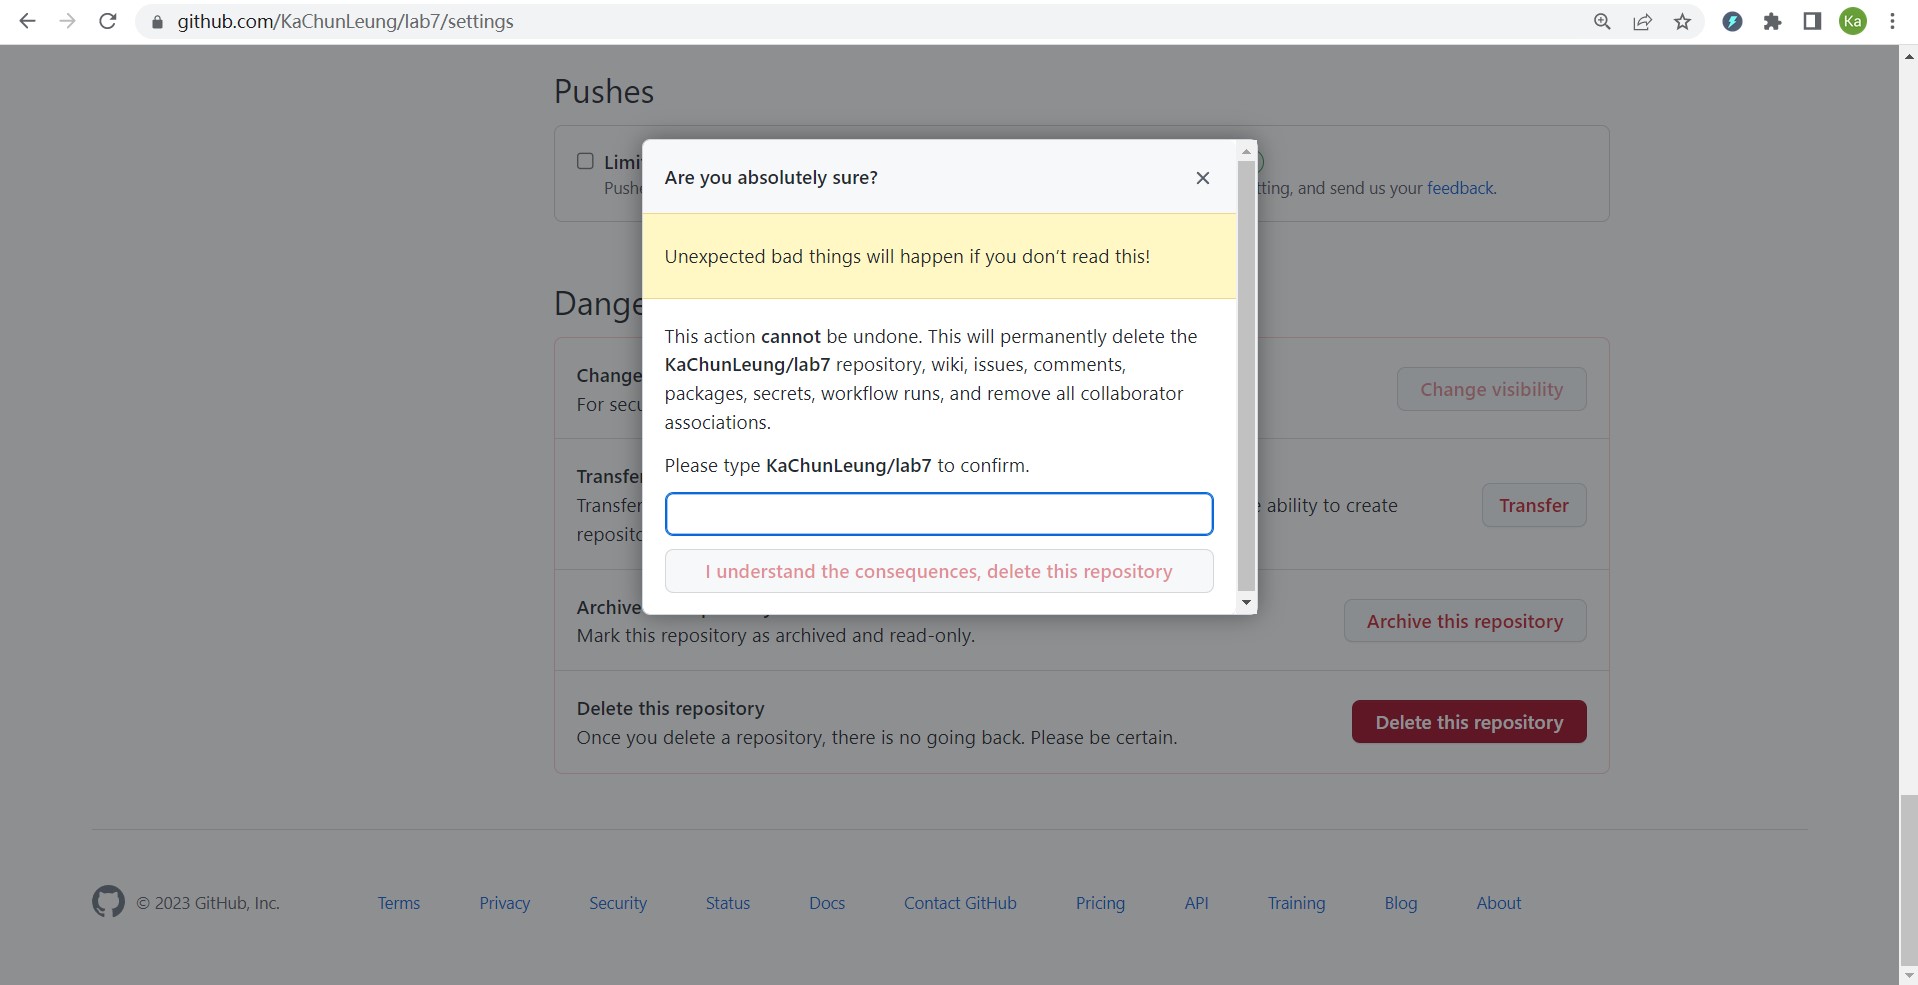 github.com/KaChunLeung/lab7/settings
Ka
Pushes
Are you absolutely sure?
tting, and send us your feedback.
Unexpected bad things will happen if you don’t read this!
This action cannot be undone. This will permanently delete the
KaChunLeung/lab7 repository, wiki, issues, comments,
packages, secrets, workflow runs, and remove all collaborator
associations.
Please type KaChunLeung/lab7 to confirm.
I understand the consequences, delete this repository
Change
For secu
Change visibility
Transfer
ability to create
Transfer
Archive
Mark this repository as archived and read-only.
Archive this repository
Delete this repository
Once you delete a repository, there is no going back. Please be certain.
Delete this repository
© 2023 GitHub, Inc.
Terms
Privacy
Security
Status
Docs
Contact GitHub
Pricing
API
Training
Blog
About